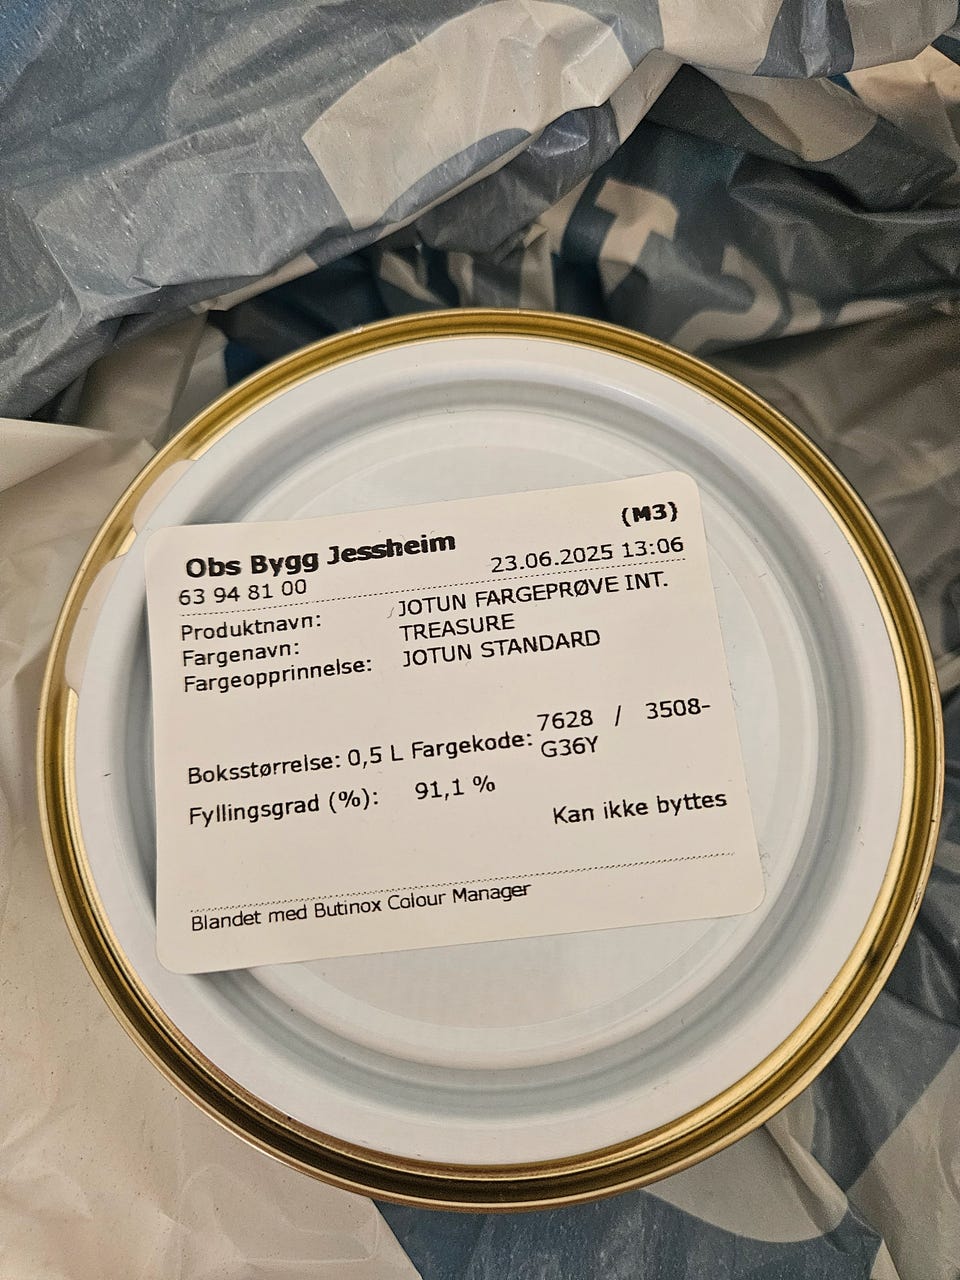 (M3)
Obs Bygg Jessheim
63 94 81 00 23.06.2025 13:06
Produktnavn: JOTUN FARGEPRØVE INT.
Fargenavn: TREASURE
Fargeopprinnelse: JOTUN STANDARD
Boksstørrelse: 0,5 L Fargekode: 7628 / 3508-
G36Y
Fyllingsgrad (%): 91,1 %
Kan ikke byttes
Blandet med Butinox Colour Manager